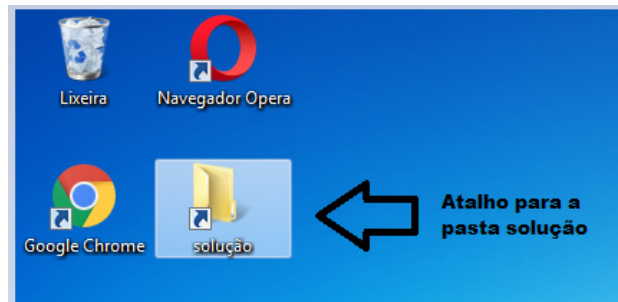 Lixeira
Navegador Opera
Google Chrome
solução
Atalho para a
pasta solução